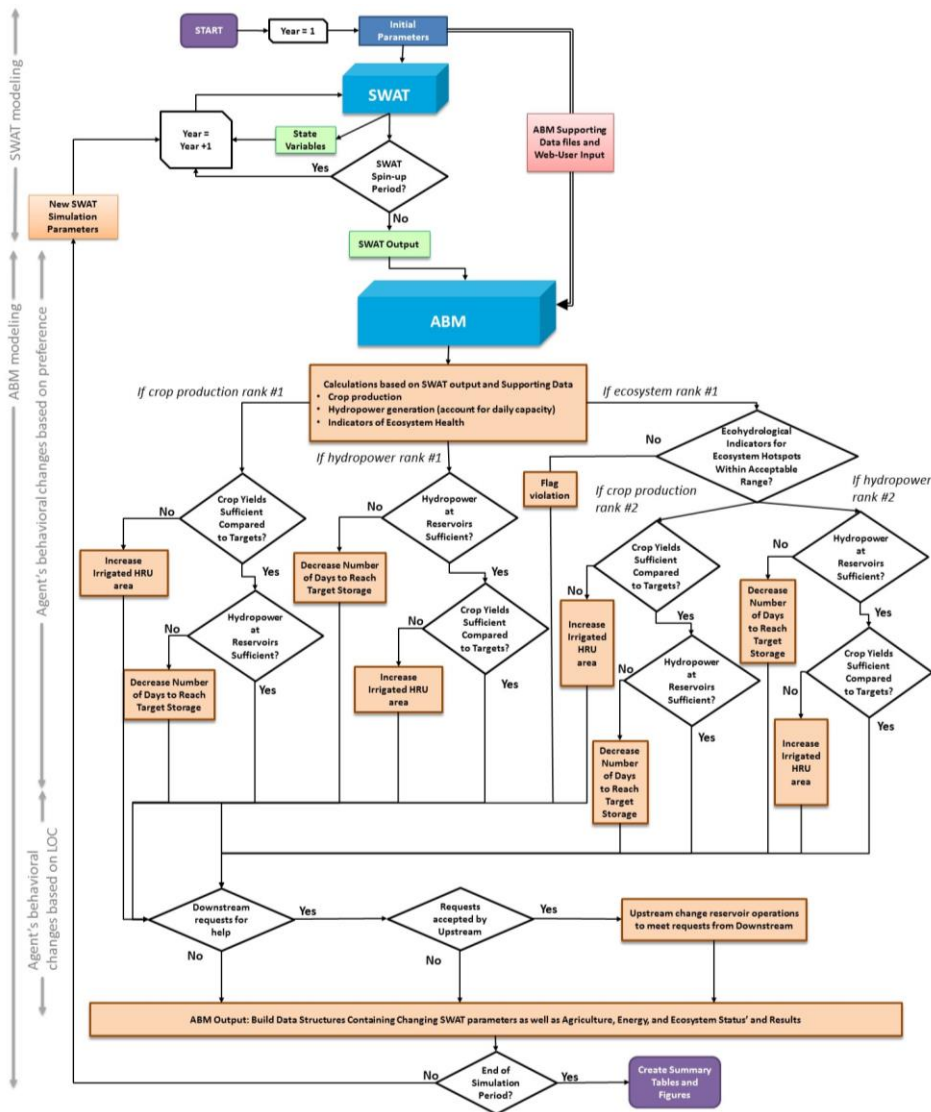 START
Year = 1
Initial
Parameters
SWAT modeling
SWAT
ABM Supporting
Data files and
Web-User Input
Year =
Year +1
State
Variables
Yes
SWAT
Spin-up
Period?
No
New SWAT
Simulation
Parameters
SWAT Output
ABM
ABM modeling
Agent's behavioral changes based on preference
If crop production rank #1
Calculations based on SWAT output and Supporting Data
• Crop production
• Hydropower generation (account for daily capacity)
• Indicators of Ecosystem Health
If ecosystem rank #1
If hydropower rank #1
No
Ecohydrological
Indicators for
Ecosystem Hotspots
Within Acceptable
Range?
Flag
violation
If crop production
rank #2
If hydropower
rank #2
No
Crop Yields
Sufficient
Compared
to Targets?
Yes
Increase
Irrigated HRU
area
No
Hydropower
at
Reservoirs
Sufficient?
Yes
Decrease Number
of Days to Reach
Target Storage
No
Hydropower
at
Reservoirs
Sufficient?
Yes
Decrease Number
of Days to Reach
Target Storage
No
Crop Yields
Sufficient
Compared
to Targets?
Yes
Increase
Irrigated HRU
area
No
Crop Yields
Sufficient
Compared
to Targets?
Yes
Increase
Irrigated
HRU
area
No
Hydropower
at
Reservoirs
Sufficient?
Yes
Decrease
Number
of Days
to Reach
Target
Storage
No
Hydropower
at
Reservoirs
Sufficient?
Yes
Decrease
Number of
Days to
Reach
Target
Storage
No
Crop Yields
Sufficient
Compared
to Targets?
Yes
Increase
Irrigated
HRU
area
Agent's behavioral
changes based on LOC
Downstream
requests for
help
Yes
No
Requests
accepted by
Upstream
Yes
No
Upstream change reservoir operations
to meet requests from Downstream
ABM Output: Build Data Structures Containing Changing SWAT parameters as well as Agriculture, Energy, and Ecosystem Status' and Results
No
End of
Simulation
Period?
Yes
Create Summary
Tables and
Figures